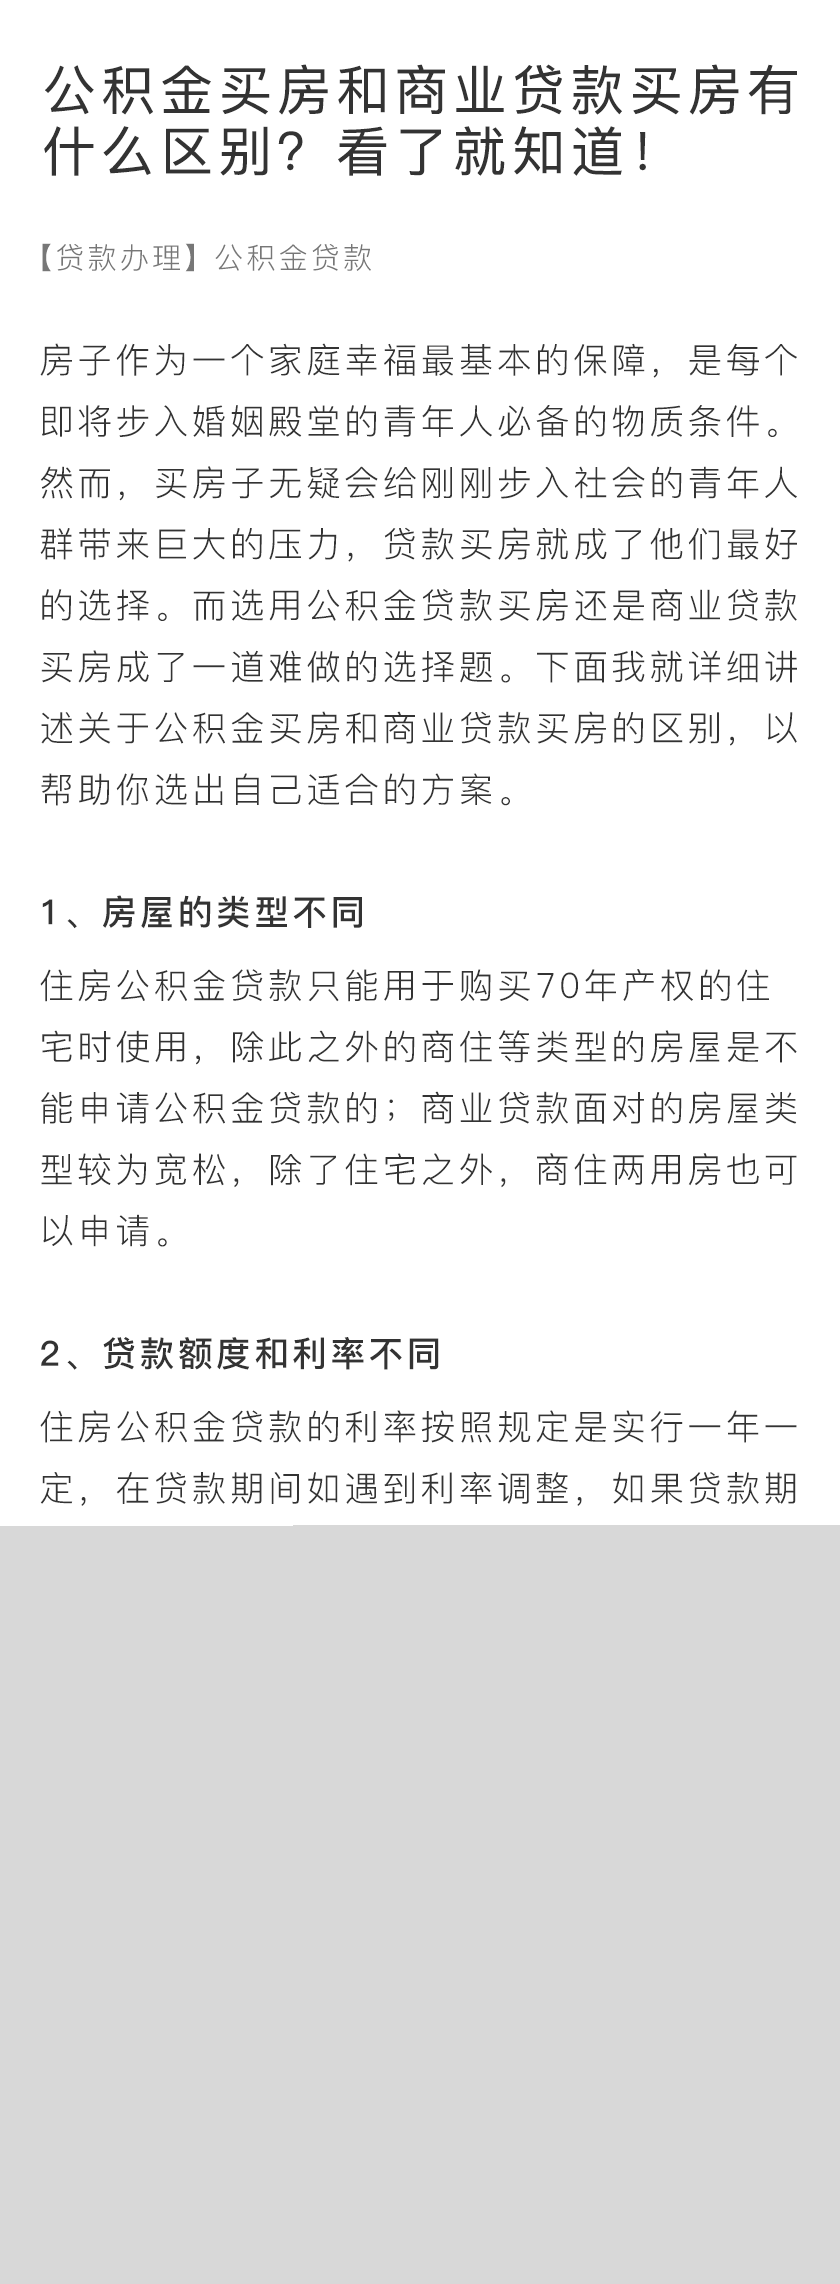 公积金买房和商业贷款买房有
什么区别？看了就知道！
【贷款办理】公积金贷款
房子作为一个家庭幸福最基本的保障，是每个
即将步入婚姻殿堂的青年人必备的物质条件。
然而，买房子无疑会给刚刚步入社会的青年人
群带来巨大的压力，贷款买房就成了他们最好
的选择。而选用公积金贷款买房还是商业贷款
买房成了一道难做的选择题。下面我就详细讲
述关于公积金买房和商业贷款买房的区别，以
帮助你选出自己适合的方案。
1、房屋的类型不同
住房公积金贷款只能用于购买70年产权的住
宅时使用，除此之外的商住等类型的房屋是不
能申请公积金贷款的；商业贷款面对的房屋类
型较为宽松，除了住宅之外，商住两用房也可
以申请。
2、贷款额度和利率不同
住房公积金贷款的利率按照规定是实行一年一
定，在贷款期间如遇到利率调整，如果贷款期